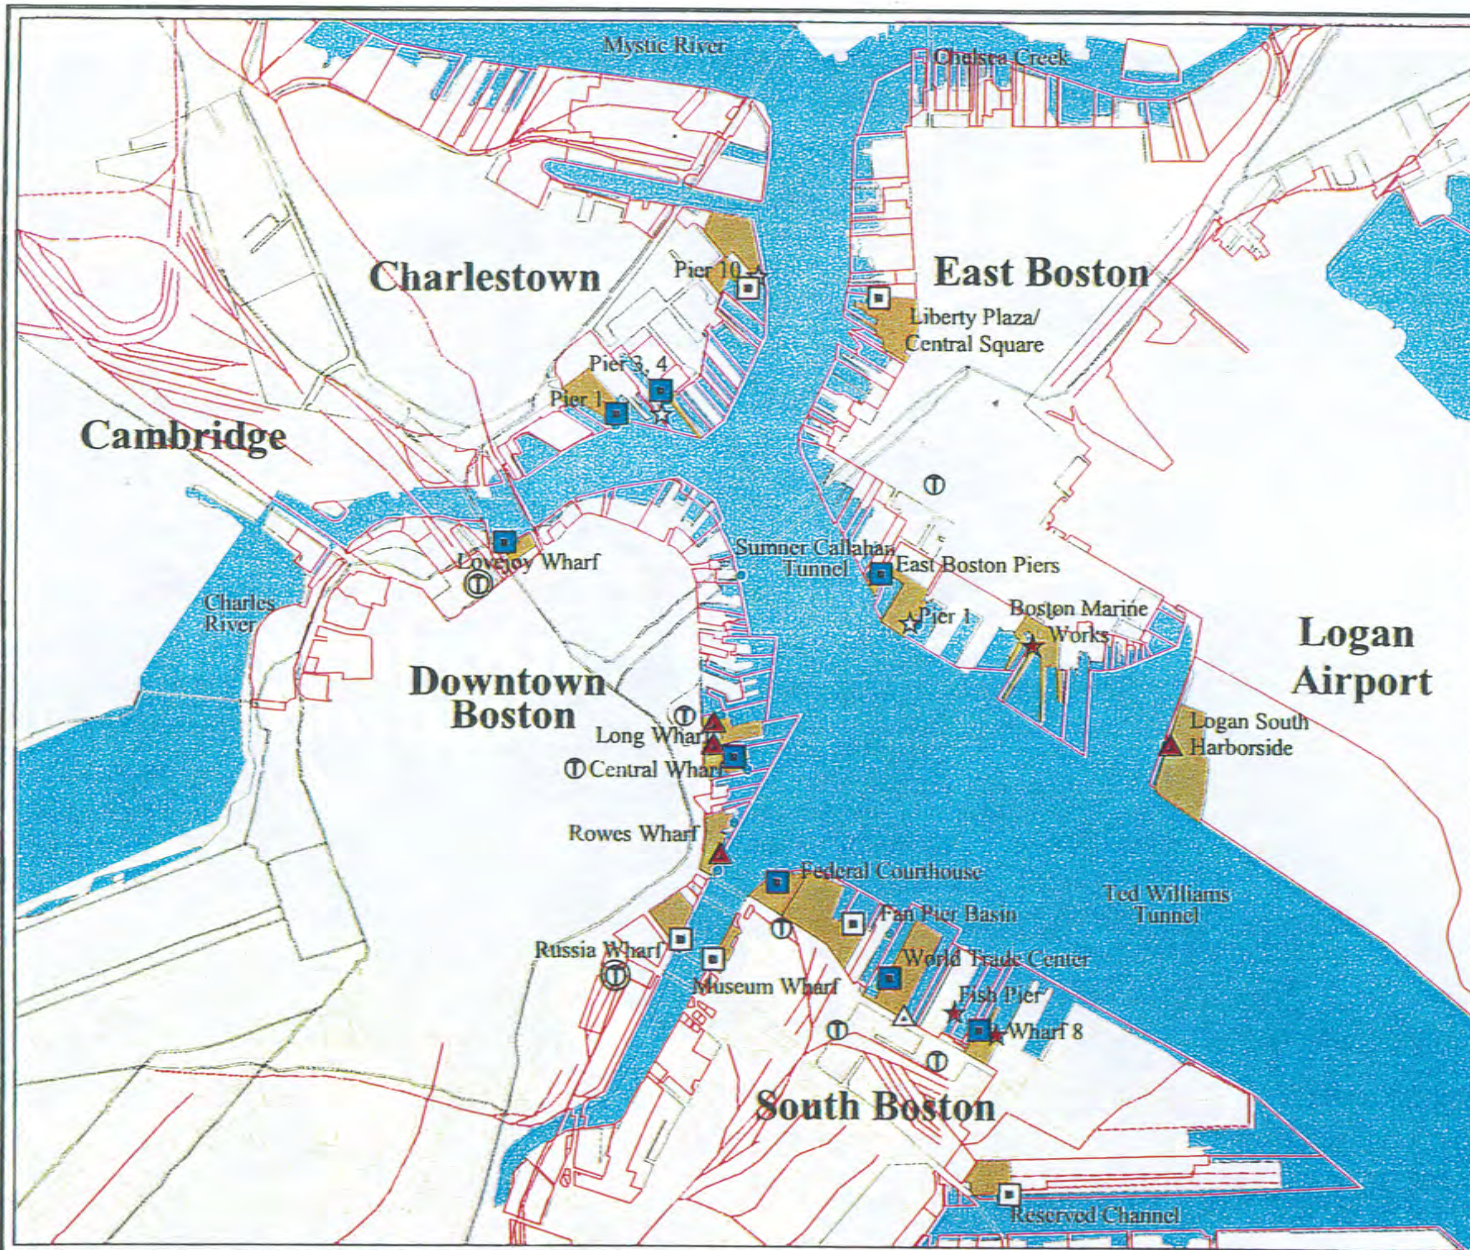 Mystic River
Chelsea Creek
Charlestown
Pier 10
East Boston
Liberty Plaza/
Central Square
Pier 3, 4
Pier 1
Cambridge
T
Lovejoy Wharf
T
Sumner Callahan
Tunnel
East Boston Piers
Charles
River
Pier 1
Boston Marine
Works
Logan
Airport
Downtown
Boston
T
Long Wharf
Logan South
Harborside
T Central Wharf
Rowes Wharf
Federal Courthouse
Ted Williams
Tunnel
Fan Pier Basin
T
Russia Wharf
T
World Trade Center
Museum Wharf
Fish Pier
T
Wharf 8
T
South Boston
Reserved Channel